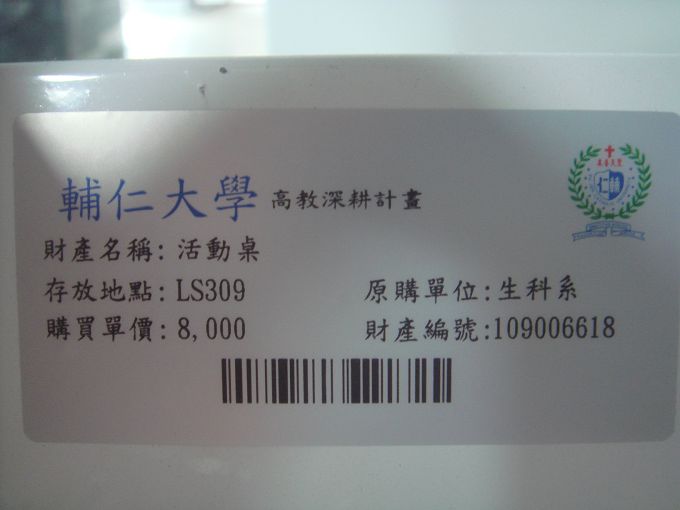 輔仁大學 高教深耕計畫
財產名稱: 活動桌
存放地點: LS309 原購單位: 生科系
購買單價: 8,000 財產編號:109006618